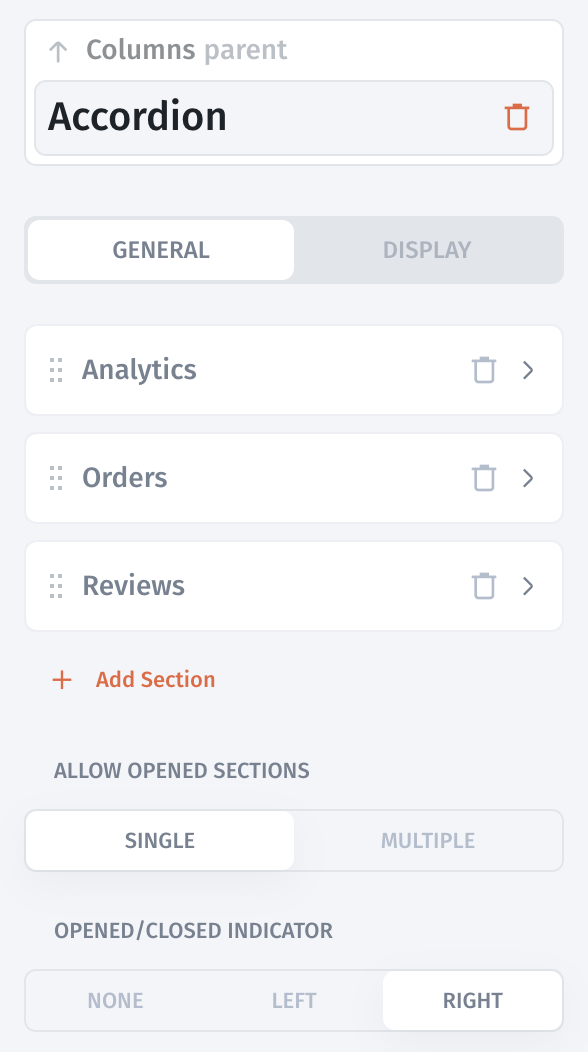 Columns parent
Accordion
GENERAL DISPLAY
Analytics
Orders
Reviews
Add Section
ALLOW OPENED SECTIONS
SINGLE MULTIPLE
OPENED/CLOSED INDICATOR
NONE LEFT RIGHT